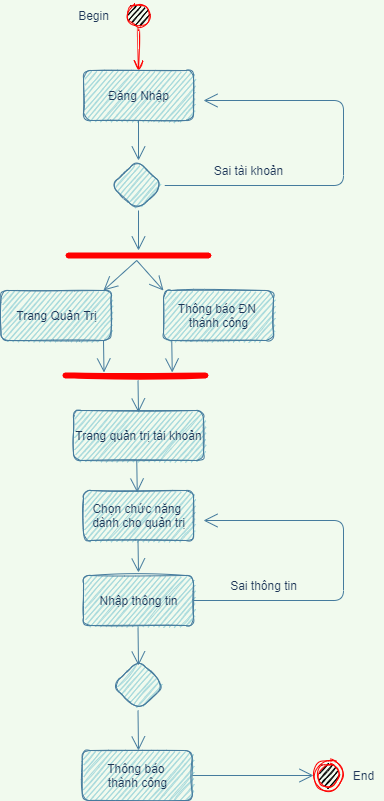 Begin
Đăng Nhập
Sai tài khoản
Trang Quản Trị
Thông báo ĐN
thành công
Trang quản trị tài khoản
Chọn chức năng
dành cho quản trị
Sai thông tin
Nhập thông tin
Thông báo
thành công
End